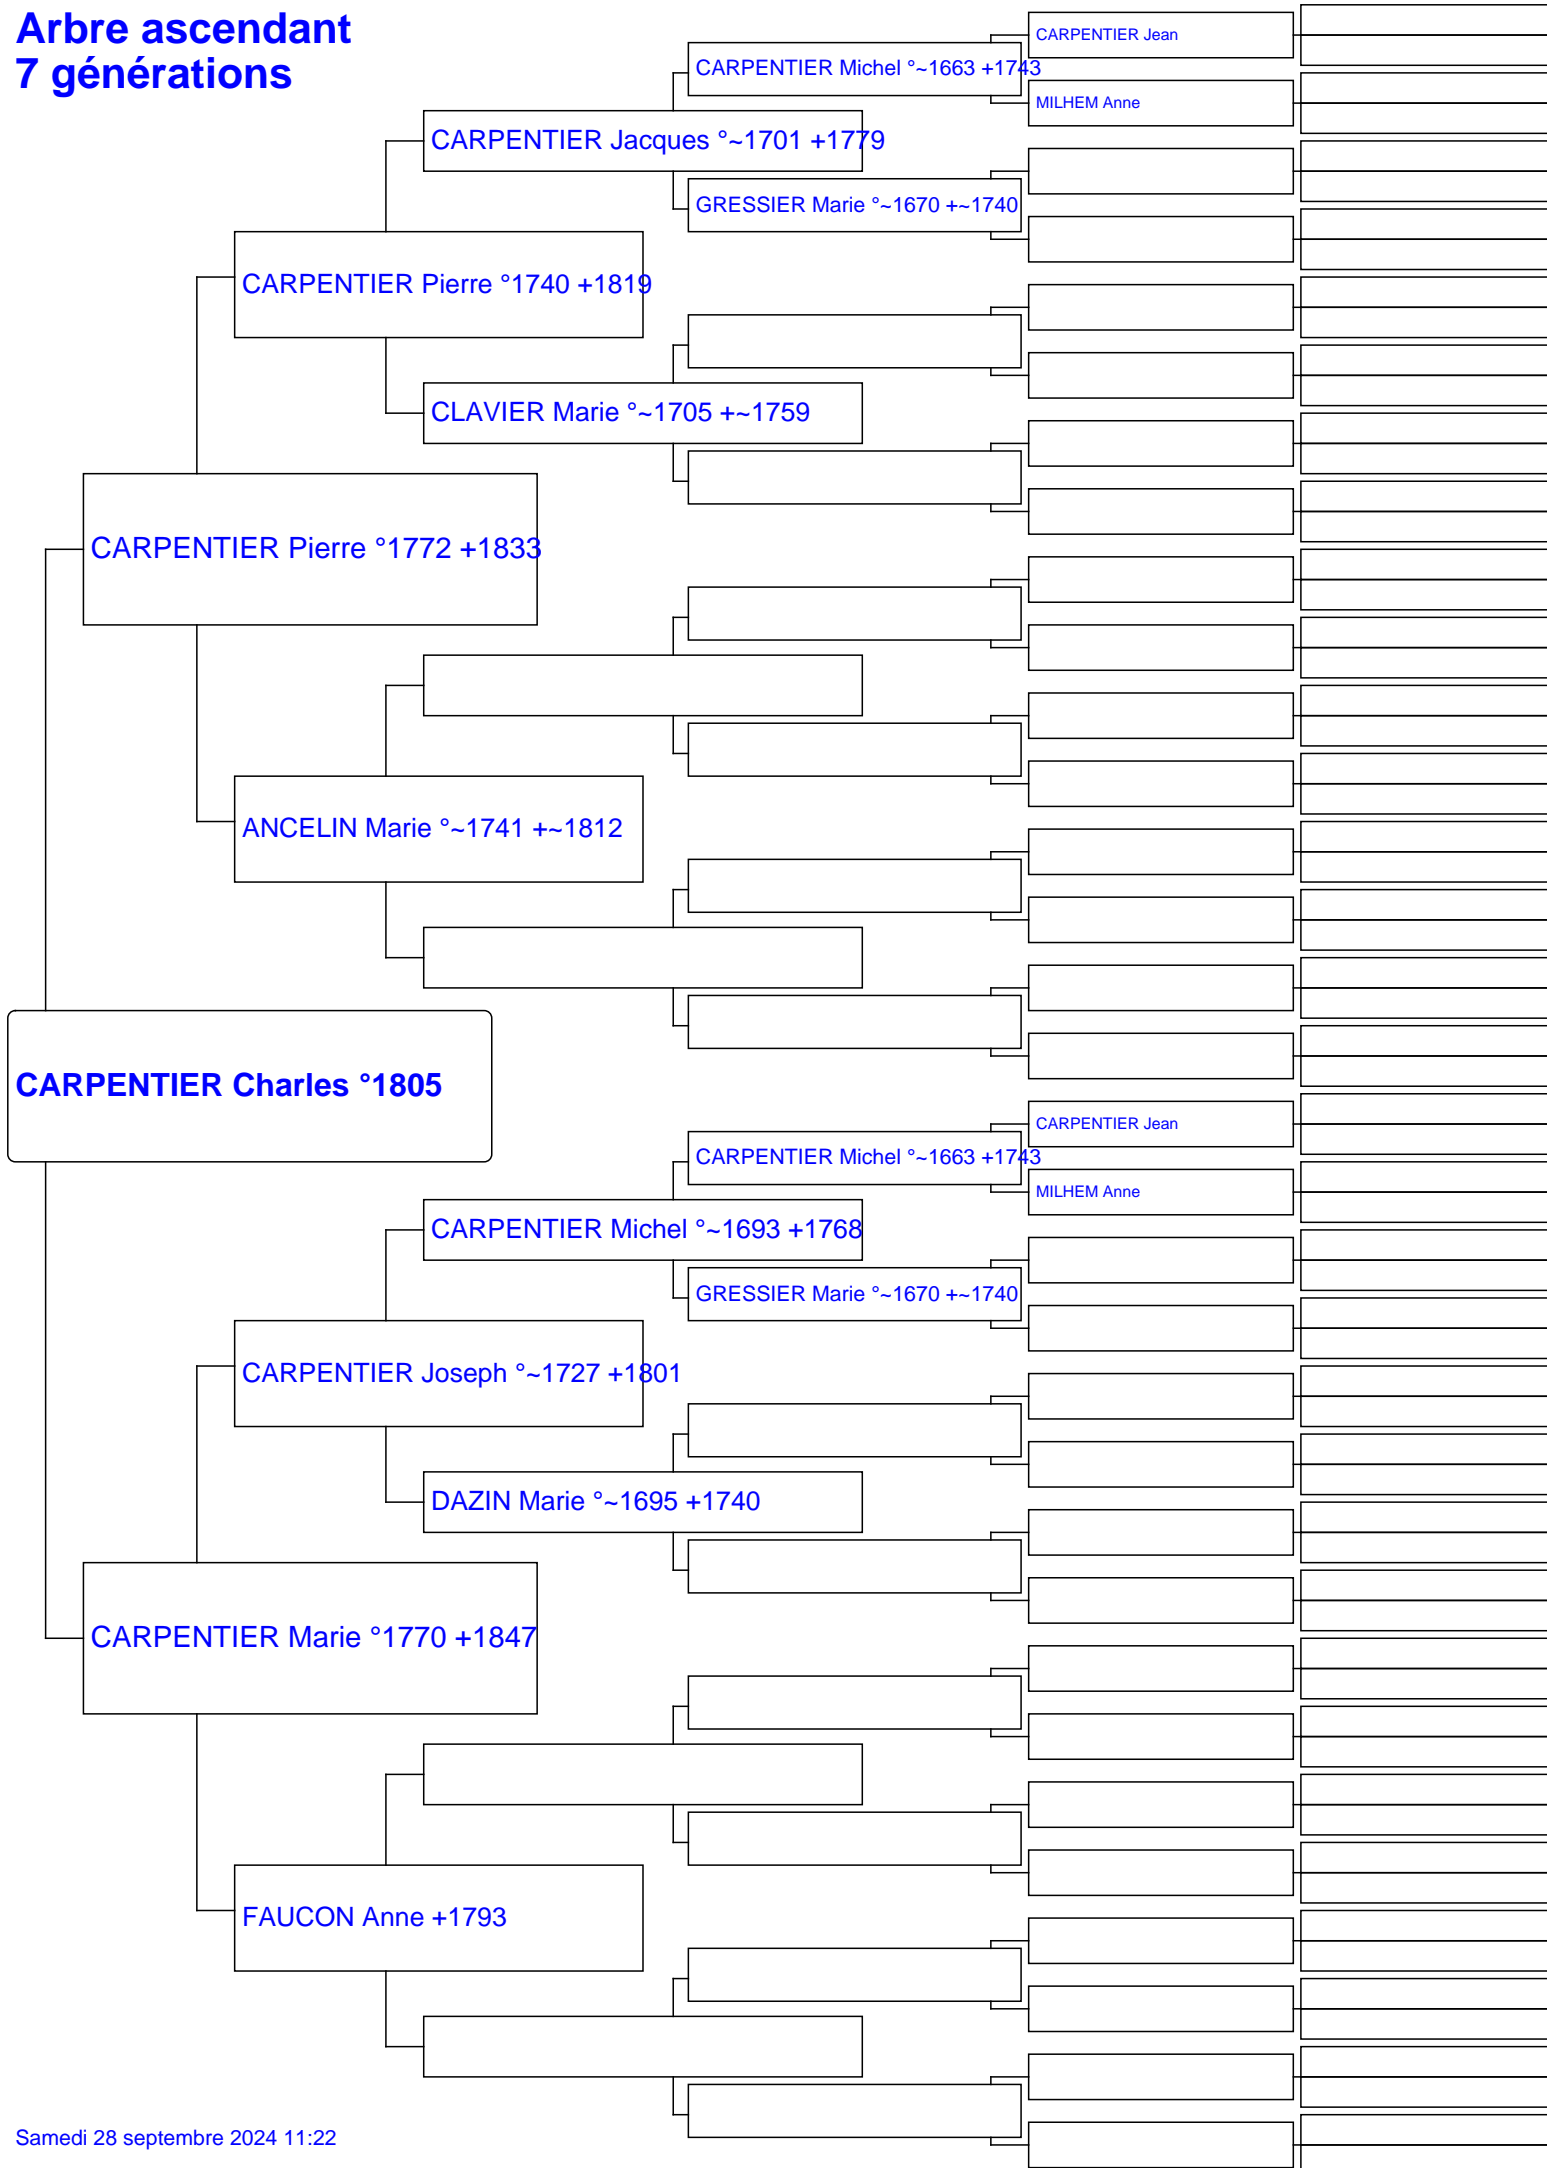 Arbre ascendant
7 générations
CARPENTIER Jean
CARPENTIER Michel °~1663 +1743
MILHEM Anne
CARPENTIER Jacques °~1701 +1779
GRESSIER Marie °~1670 +~1740
CARPENTIER Pierre °1740 +1819
CLAVIER Marie °~1705 +~1759
CARPENTIER Pierre °1772 +1833
ANCELIN Marie °~1741 +~1812
CARPENTIER Charles °1805
CARPENTIER Jean
CARPENTIER Michel °~1663 +1743
MILHEM Anne
CARPENTIER Michel °~1693 +1768
GRESSIER Marie °~1670 +~1740
CARPENTIER Joseph °~1727 +1801
DAZIN Marie °~1695 +1740
CARPENTIER Marie °1770 +1847
FAUCON Anne +1793
Samedi 28 septembre 2024 11:22